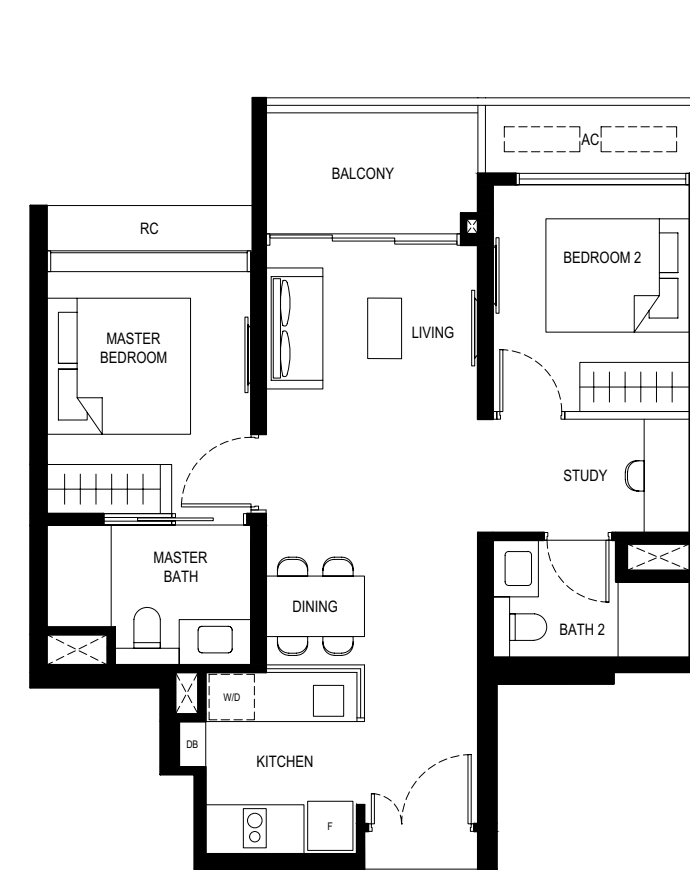 AC
BALCONY
RC
BEDROOM 2
MASTER
BEDROOM
LIVING
STUDY
MASTER
BATH
DINING
BATH 2
W/D
DB
KITCHEN
F